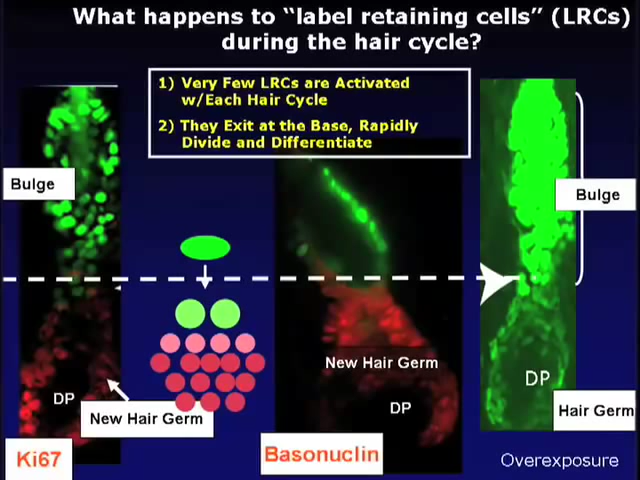 What happens to “label retaining cells” (LRCs)
during the hair cycle?
1) Very Few LRCs are Activated
w/Each Hair Cycle
2) They Exit at the Base, Rapidly
Divide and Differentiate
Bulge
Bulge
New Hair Germ
DP
DP
DP
New Hair Germ
Hair Germ
Ki67
Basonuclin
Overexposure